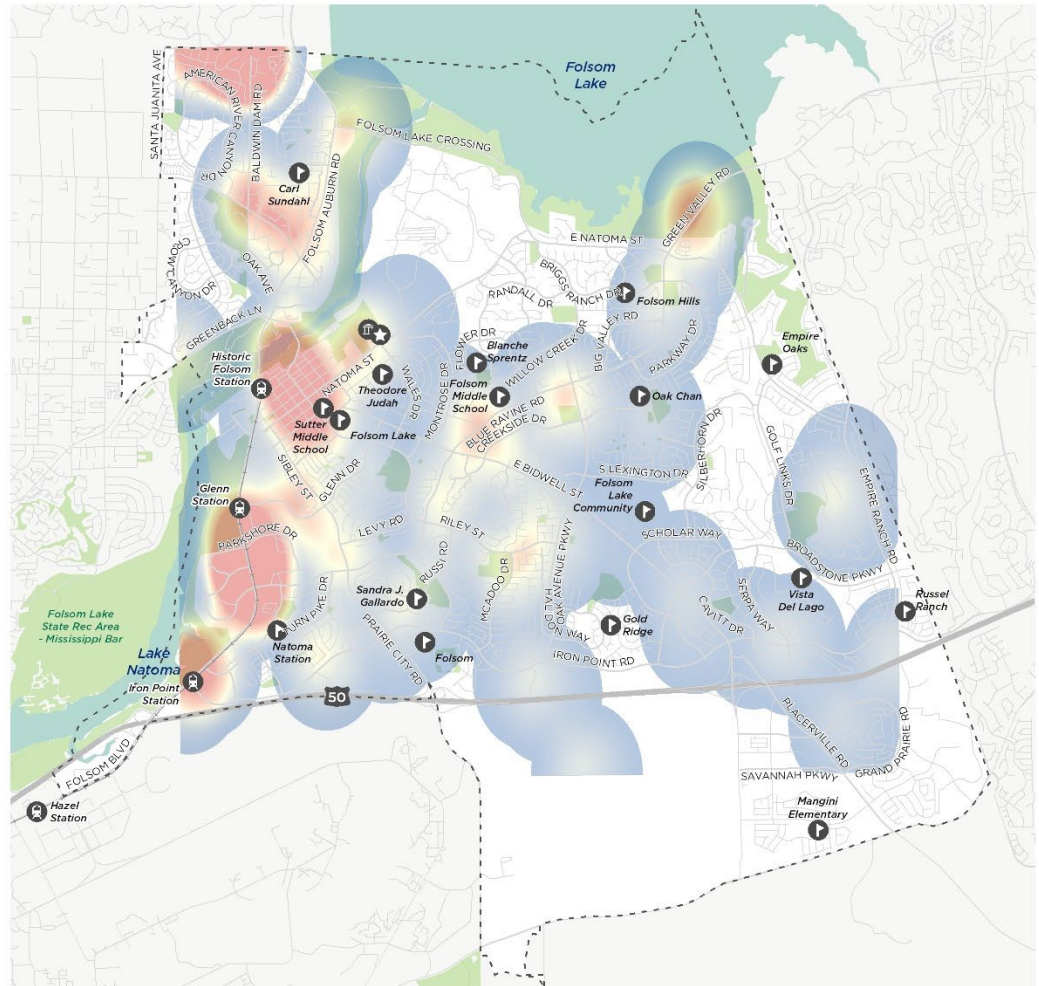 Folsom
Lake
SANTA JUANITA AVE
AMERICAN RIVER
CANYON DR
BALDWIN DAM RD
FOLSOM LAKE CROSSING
Carl
Sundahl
FOLSOM AUBURN RD
GREEN VALLEY RD
E NATOMA ST
OAK AVE
BRIGGS RANCH DR
RANDALL DR
Folsom Hills
GREENBACK LN
FLOWER DR
Blanche
Sprentz
WILLOW CREEK DR
BIG VALLEY RD
PARKWAY DR
Empire
Oaks
Historic
Folsom
Station
NATOMA ST
Theodore
Judah
WALES DR
MONTROSE DR
Folsom
Middle
School
Oak Chan
Sutter
Middle
School
Folsom Lake
BLUE RAVINE RD
CREEKSIDE DR
SILBERHORN DR
GOLF LINKS DR
SIBLEY ST
GLENN DR
E BIDWELL ST
S LEXINGTON DR
Folsom
Lake
Community
EMPIRE RANCH RD
Glenn
Station
PARKSHORE DR
LEVY RD
RILEY ST
SCHOLAR WAY
OAK AVENUE PKWY
BROADSTONE PKWY
RUSSI RD
MCADOO DR
Sandra J.
Gallardo
Vista
Del Lago
Russel
Ranch
SERPA WAY
CAVITT DR
Folsom Lake
State Rec Area
- Mississippi Bar
TURN PIKE DR
PRAIRIE CITY RD
HALIDON WAY
Gold
Ridge
Natoma
Station
Folsom
IRON POINT RD
Lake
Natoma
Iron Point
Station
50
PLACERVILLE RD
GRAND PRAIRIE RD
FOLSOM BLVD
SAVANNAH PKWY
Hazel
Station
Mangini
Elementary